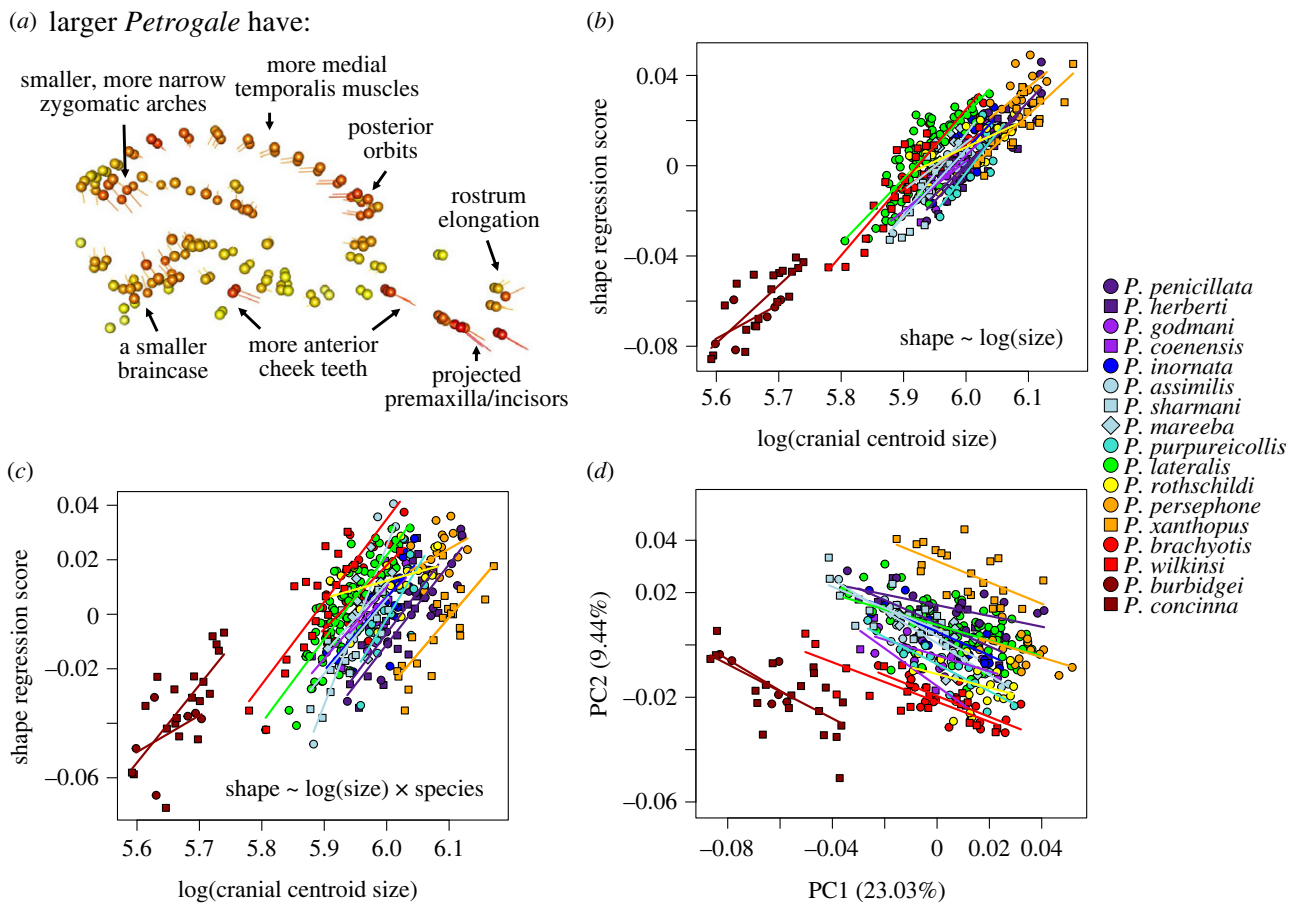 (a) larger Petrogale have:
smaller, more narrow
zygomatic arches
more medial
temporalis muscles
posterior
orbits
rostrum
elongation
a smaller
braincase
more anterior
cheek teeth
projected
premaxilla/incisors
(b)
shape regression score
0.04
0
−0.04
−0.08
shape ~ log(size)
5.6 5.7 5.8 5.9 6.0 6.1
log(cranial centroid size)
P. penicillata
P. herberti
P. godmani
P. coenensis
P. inornata
P. assimilis
P. sharmani
P. mareeba
P. purpureicollis
P. lateralis
P. rothschildi
P. persephone
P. xanthopus
P. brachyotis
P. wilkinsi
P. burbidgei
P. concinna
(c)
shape regression score
0.04
0.02
0
−0.02
−0.04
−0.06
shape ~ log(size) × species
5.6 5.7 5.8 5.9 6.0 6.1
log(cranial centroid size)
(d)
PC2 (9.44%)
0.04
0.02
−0.02
−0.06
−0.08 −0.04 0 0.02 0.04
PC1 (23.03%)